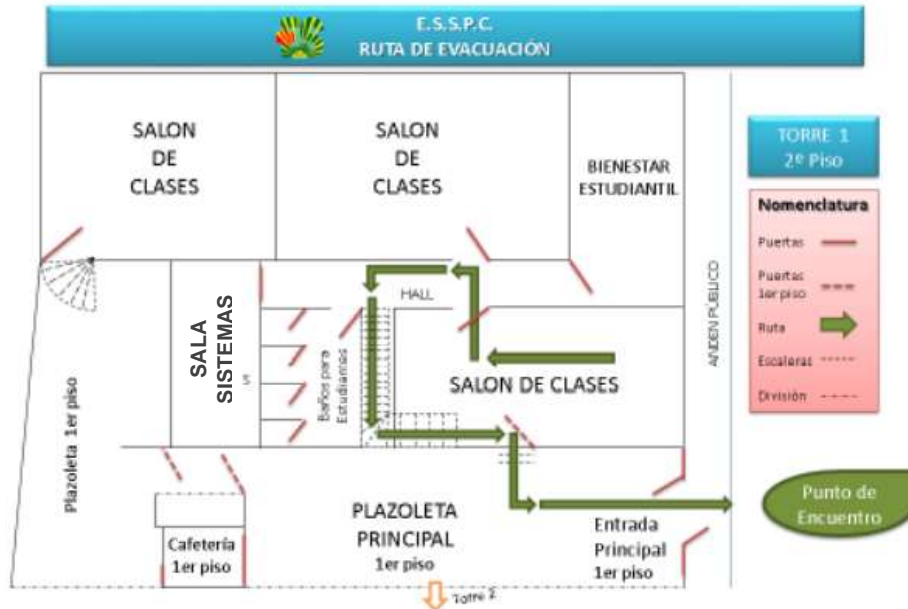 E.S.S.P.C.
RUTA DE EVACUACIÓN
SALON
DE
CLASES
SALON
DE
CLASES
BIENESTAR
ESTUDIANTIL
TORRE 1
2º Piso
Nomenclatura
Puertas
Puertas
1er piso
Ruta
Escaleras
División
ANDEN PÚBLICO
HALL
SALA
SISTEMAS
S
Baños para
Estudiantes
SALON DE CLASES
Plazoleta 1er piso
PLAZOLETA
PRINCIPAL
1er piso
Cafetería
1er piso
Entrada
Principal
1er piso
Punto de
Encuentro
Torre 2